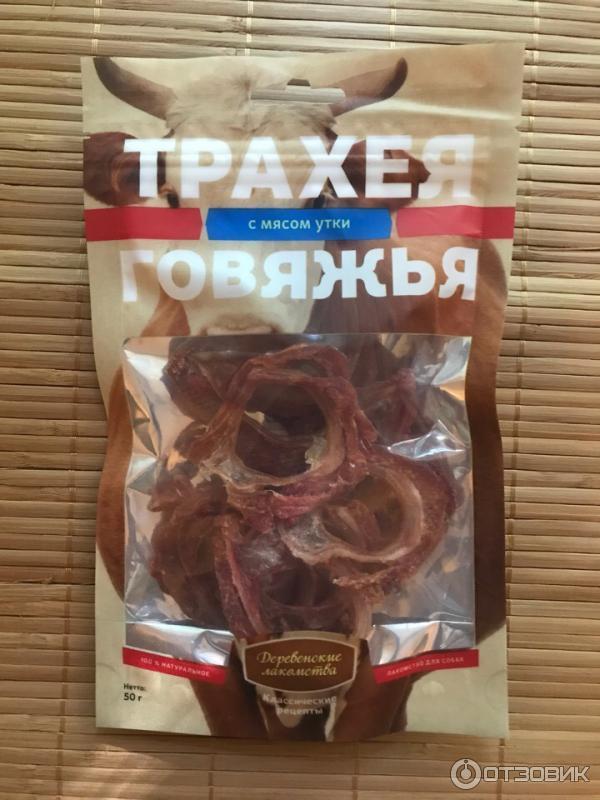 ТРАХЕЯ
с мясом утки
ГОВЯЖЬЯ
Деревенские
лакомства
100 % НАТУРАЛЬНОЕ
ЛАКОМСТВО ДЛЯ СОБАК
Нетто:
50 г
Классические
рецепты
ОТЗОВИК